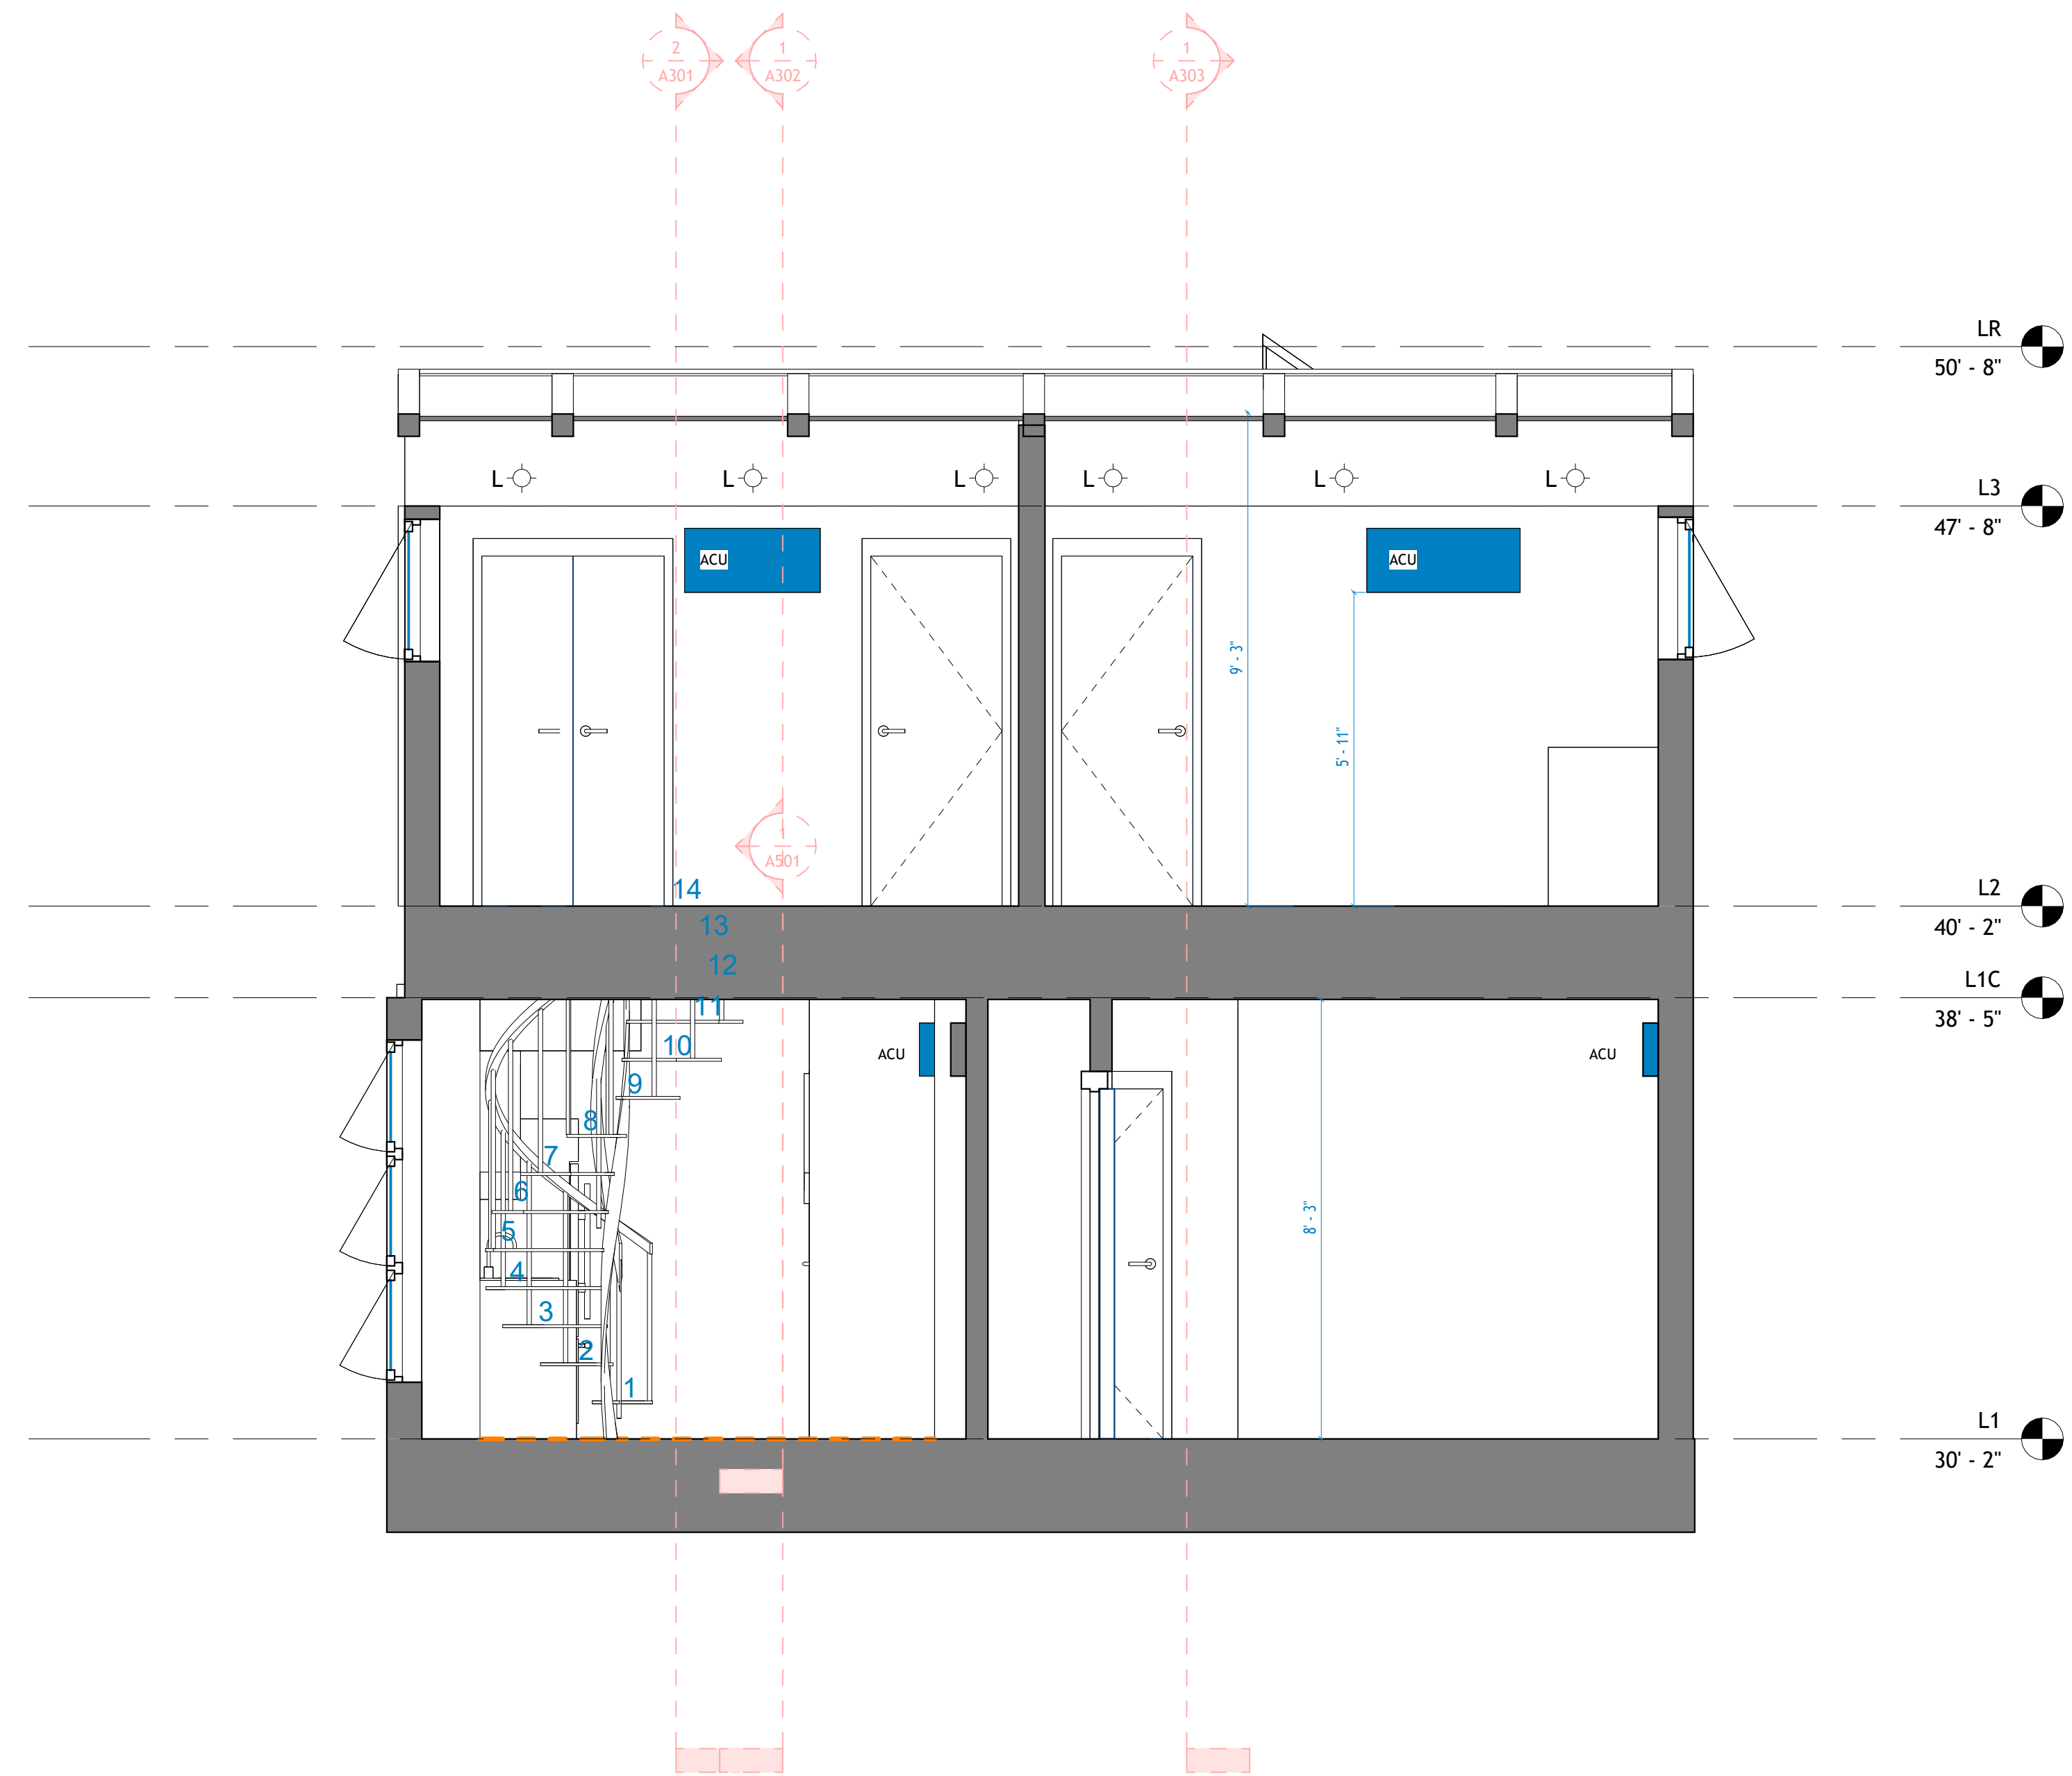 2
A301
1
A302
1
A303
LR
50' - 8"
L
L
L
L
L
L
L3
47' - 8"
ACU
ACU
9' - 3"
5' - 11"
1
A501
14
L2
40' - 2"
13
12
L1C
38' - 5"
11
10
ACU
ACU
9
8
7
6
5
8' - 3"
4
3
2
1
L1
30' - 2"